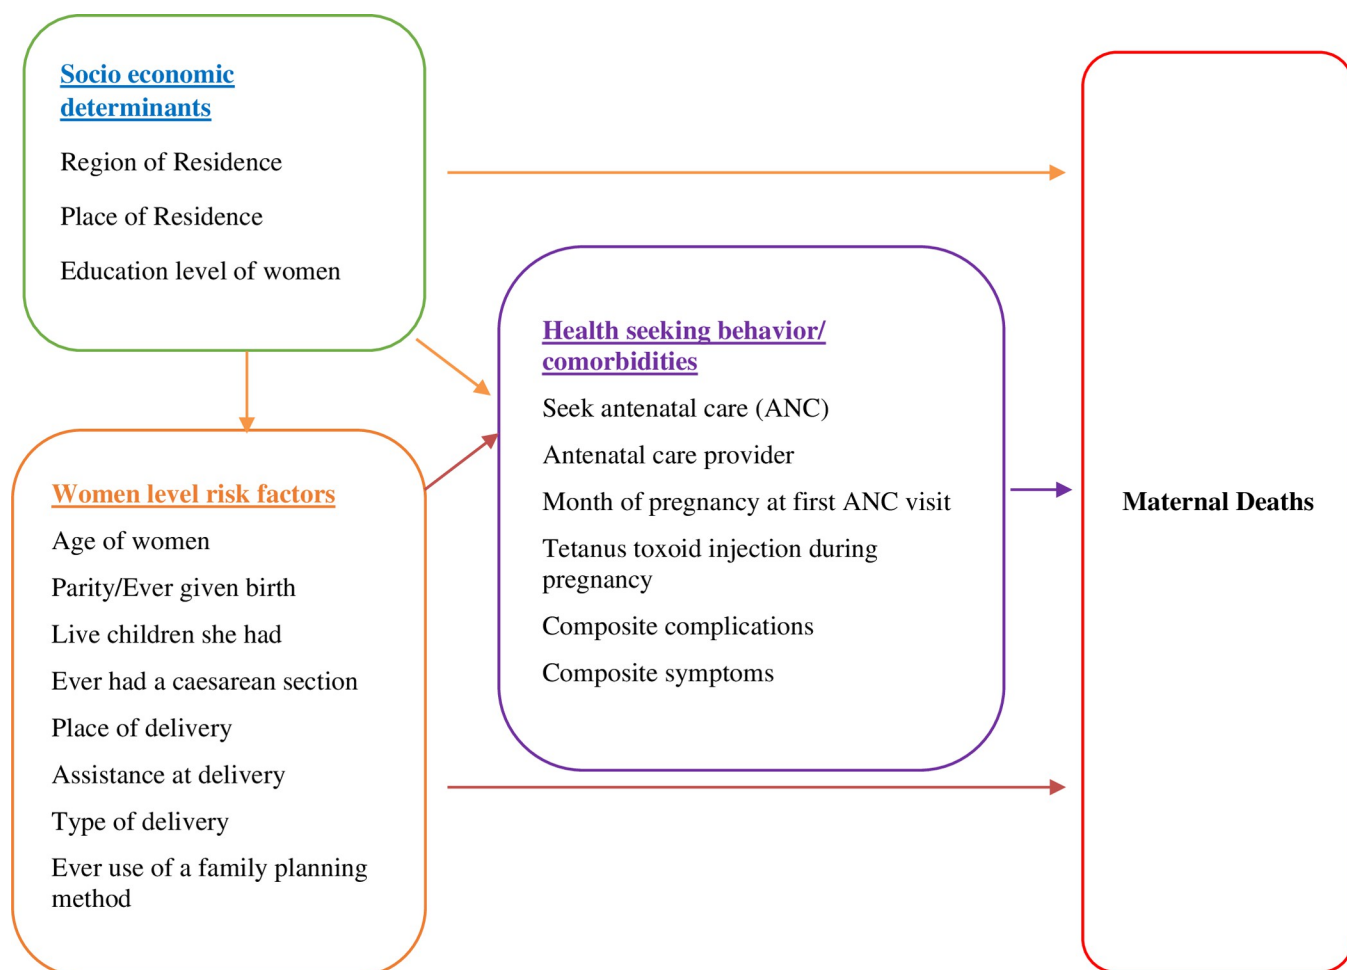 Socio economic
determinants
Region of Residence
Place of Residence
Education level of women
Women level risk factors
Age of women
Parity/Ever given birth
Live children she had
Ever had a caesarean section
Place of delivery
Assistance at delivery
Type of delivery
Ever use of a family planning
method
Health seeking behavior/
comorbidities
Seek antenatal care (ANC)
Antenatal care provider
Month of pregnancy at first ANC visit
Tetanus toxoid injection during
pregnancy
Composite complications
Composite symptoms
Maternal Deaths